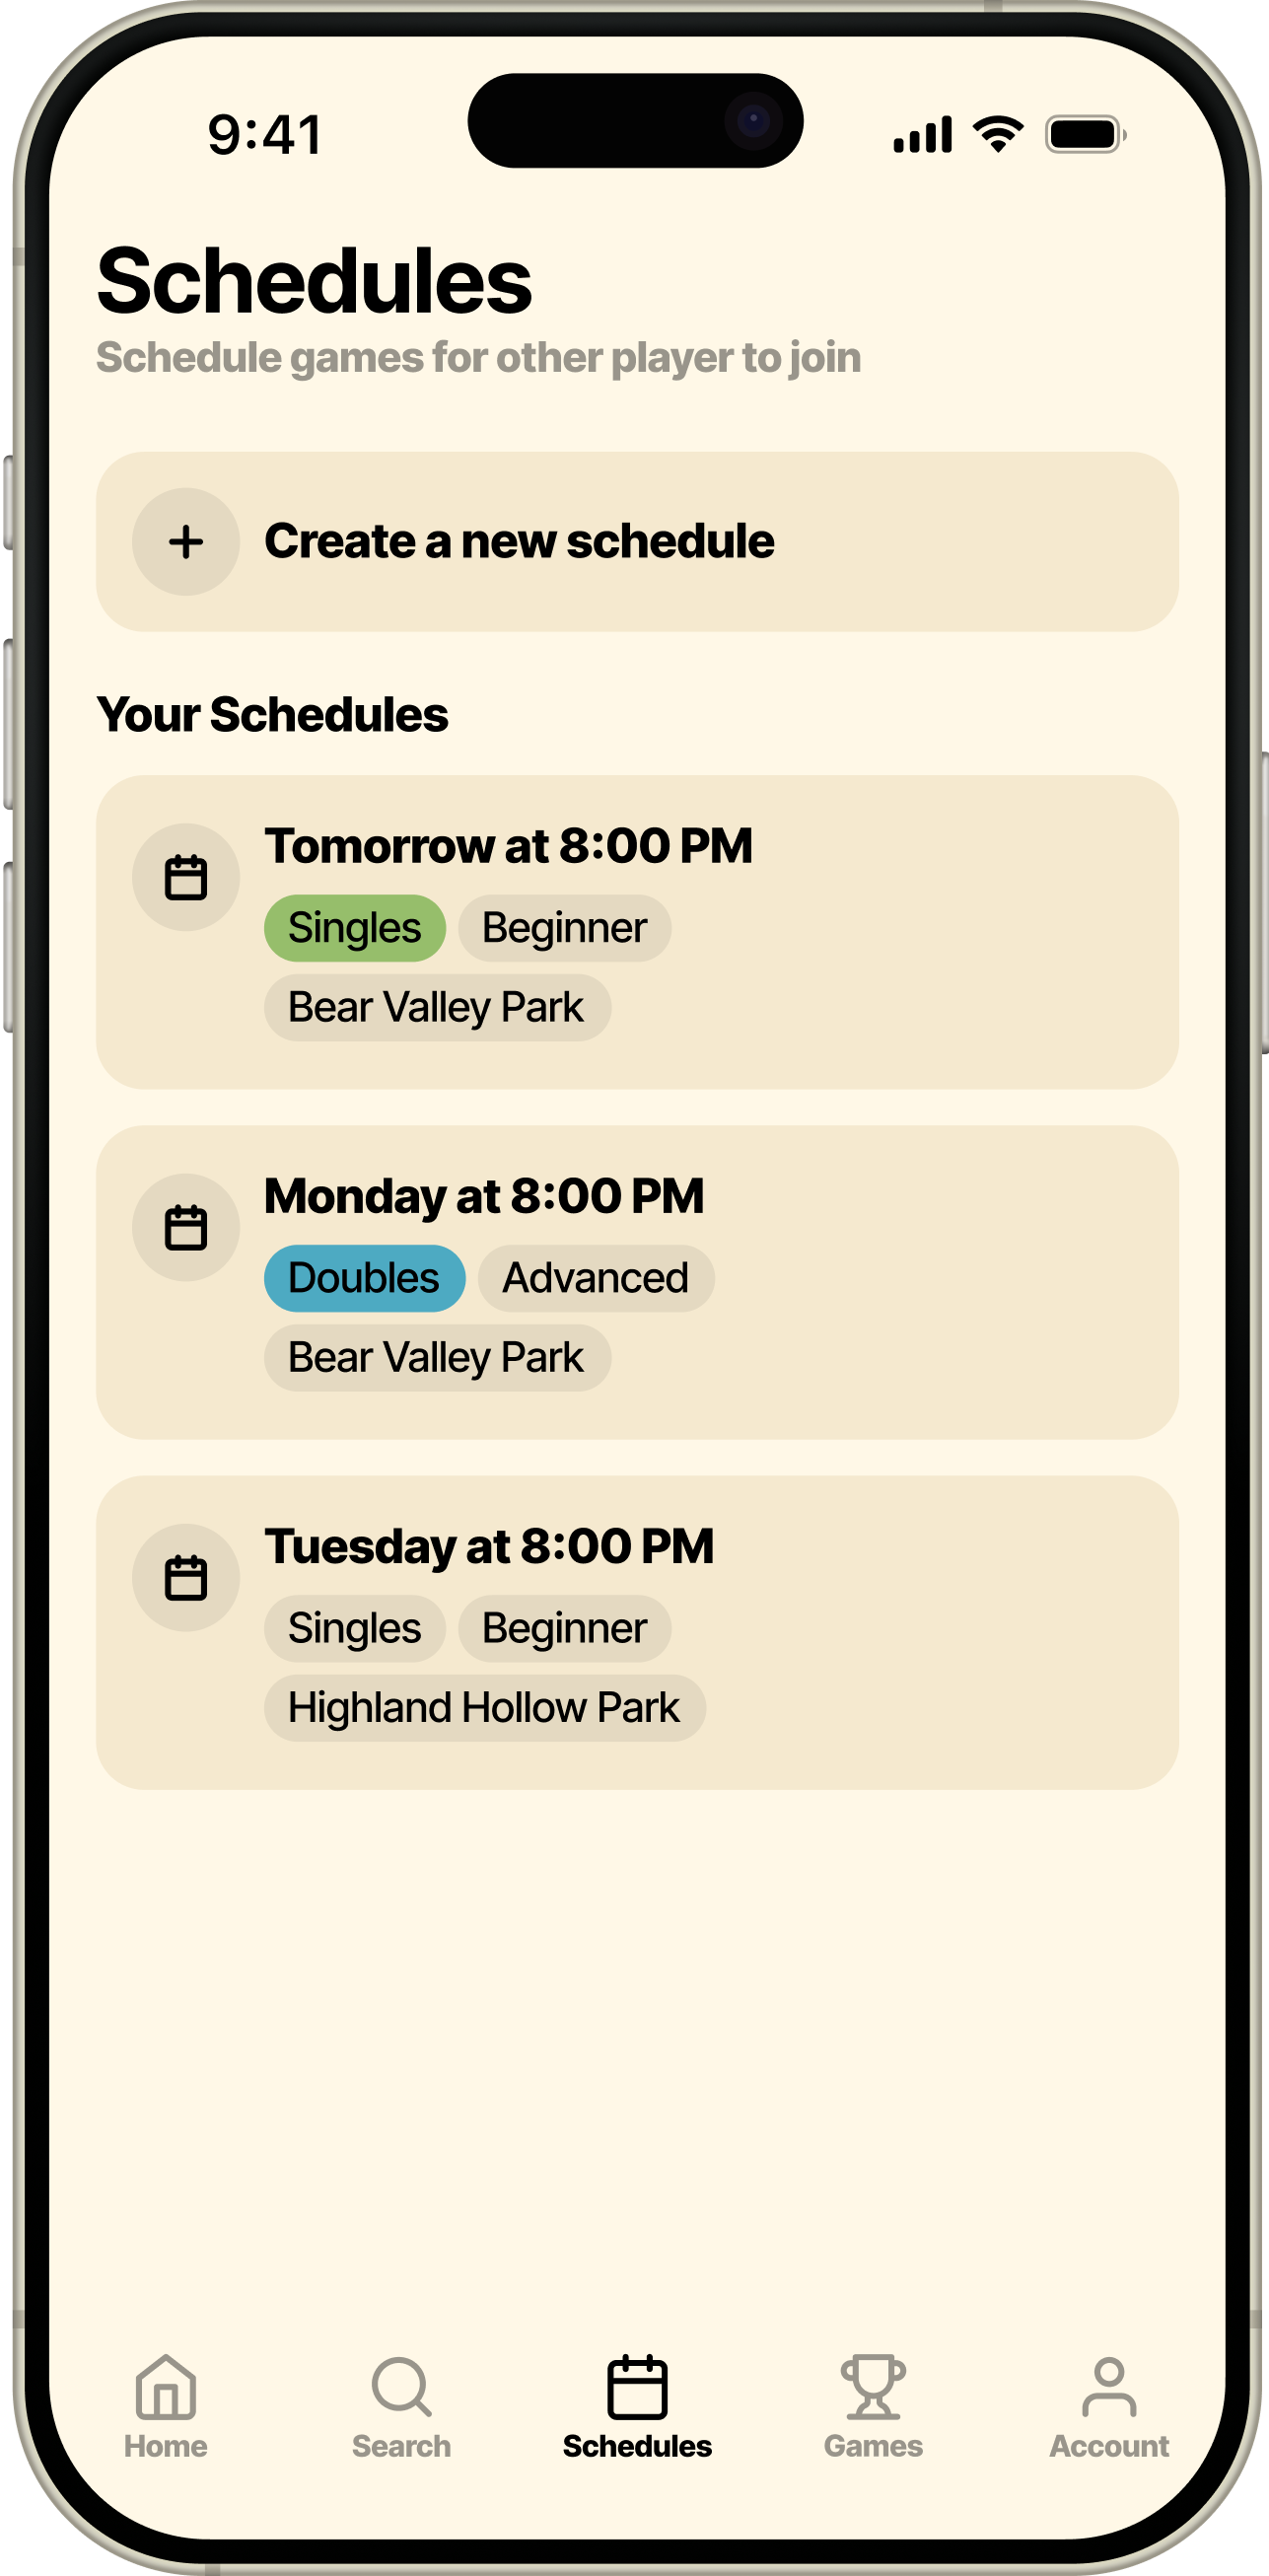 9:41
Schedules
Schedule games for other player to join
Create a new schedule
Your Schedules
Tomorrow at 8:00 PM
Singles Beginner
Bear Valley Park
Monday at 8:00 PM
Doubles Advanced
Bear Valley Park
Tuesday at 8:00 PM
Singles Beginner
Highland Hollow Park
Home Search Schedules Games Account